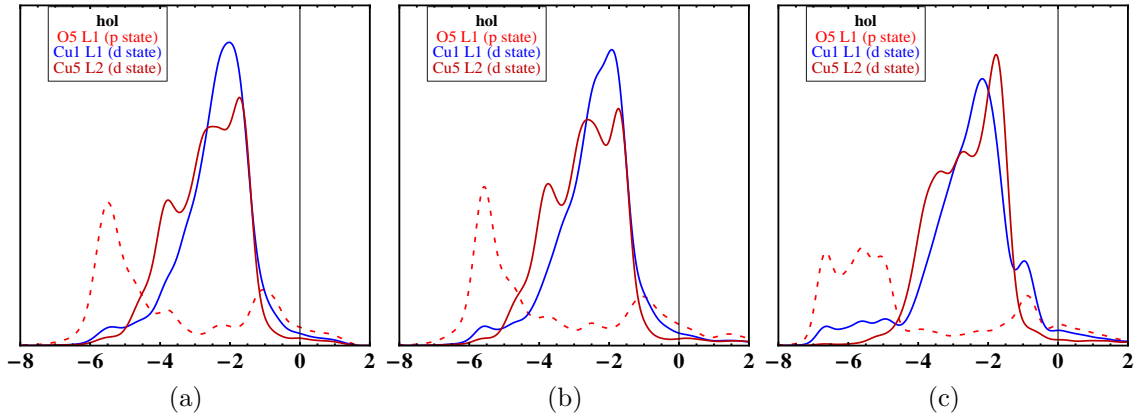 hol
O5 L1 (p state)
Cu1 L1 (d state)
Cu5 L2 (d state)
−8 −6 −4 −2 0 2
(a)
hol
O5 L1 (p state)
Cu1 L1 (d state)
Cu5 L2 (d state)
−8 −6 −4 −2 0 2
(b)
hol
O5 L1 (p state)
Cu1 L1 (d state)
Cu5 L2 (d state)
−8 −6 −4 −2 0 2
(c)